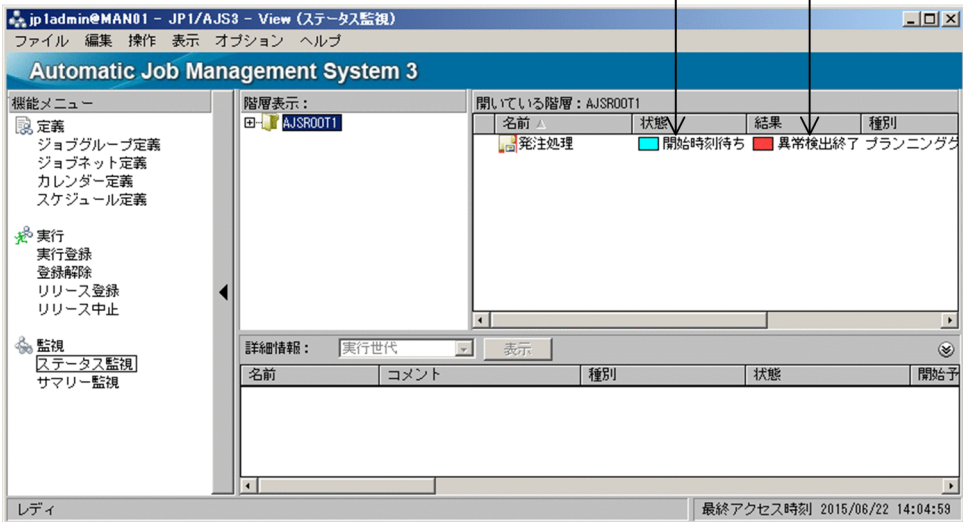 jp1admin@MAN01 - JP1/AJS3 - View (ステータス監視)
ファイル 編集 操作 表示 オプション ヘルプ
Automatic Job Management System 3
機能メニュー
定義
ジョブグループ定義
ジョブネット定義
カレンダー定義
スケジュール定義
実行
実行登録
登録解除
リリース登録
リリース中止
監視
ステータス監視
サマリー監視
階層表示:
AJSROOT1
開いている階層:AJSROOT1
名前 状態 結果 種別
発注処理 開始時刻待ち 異常検出終了 プランニンググ
詳細情報: 実行世代 表示
名前 コメント 種別 状態 開始予
レディ
最終アクセス時刻 2015/06/22 14:04:59